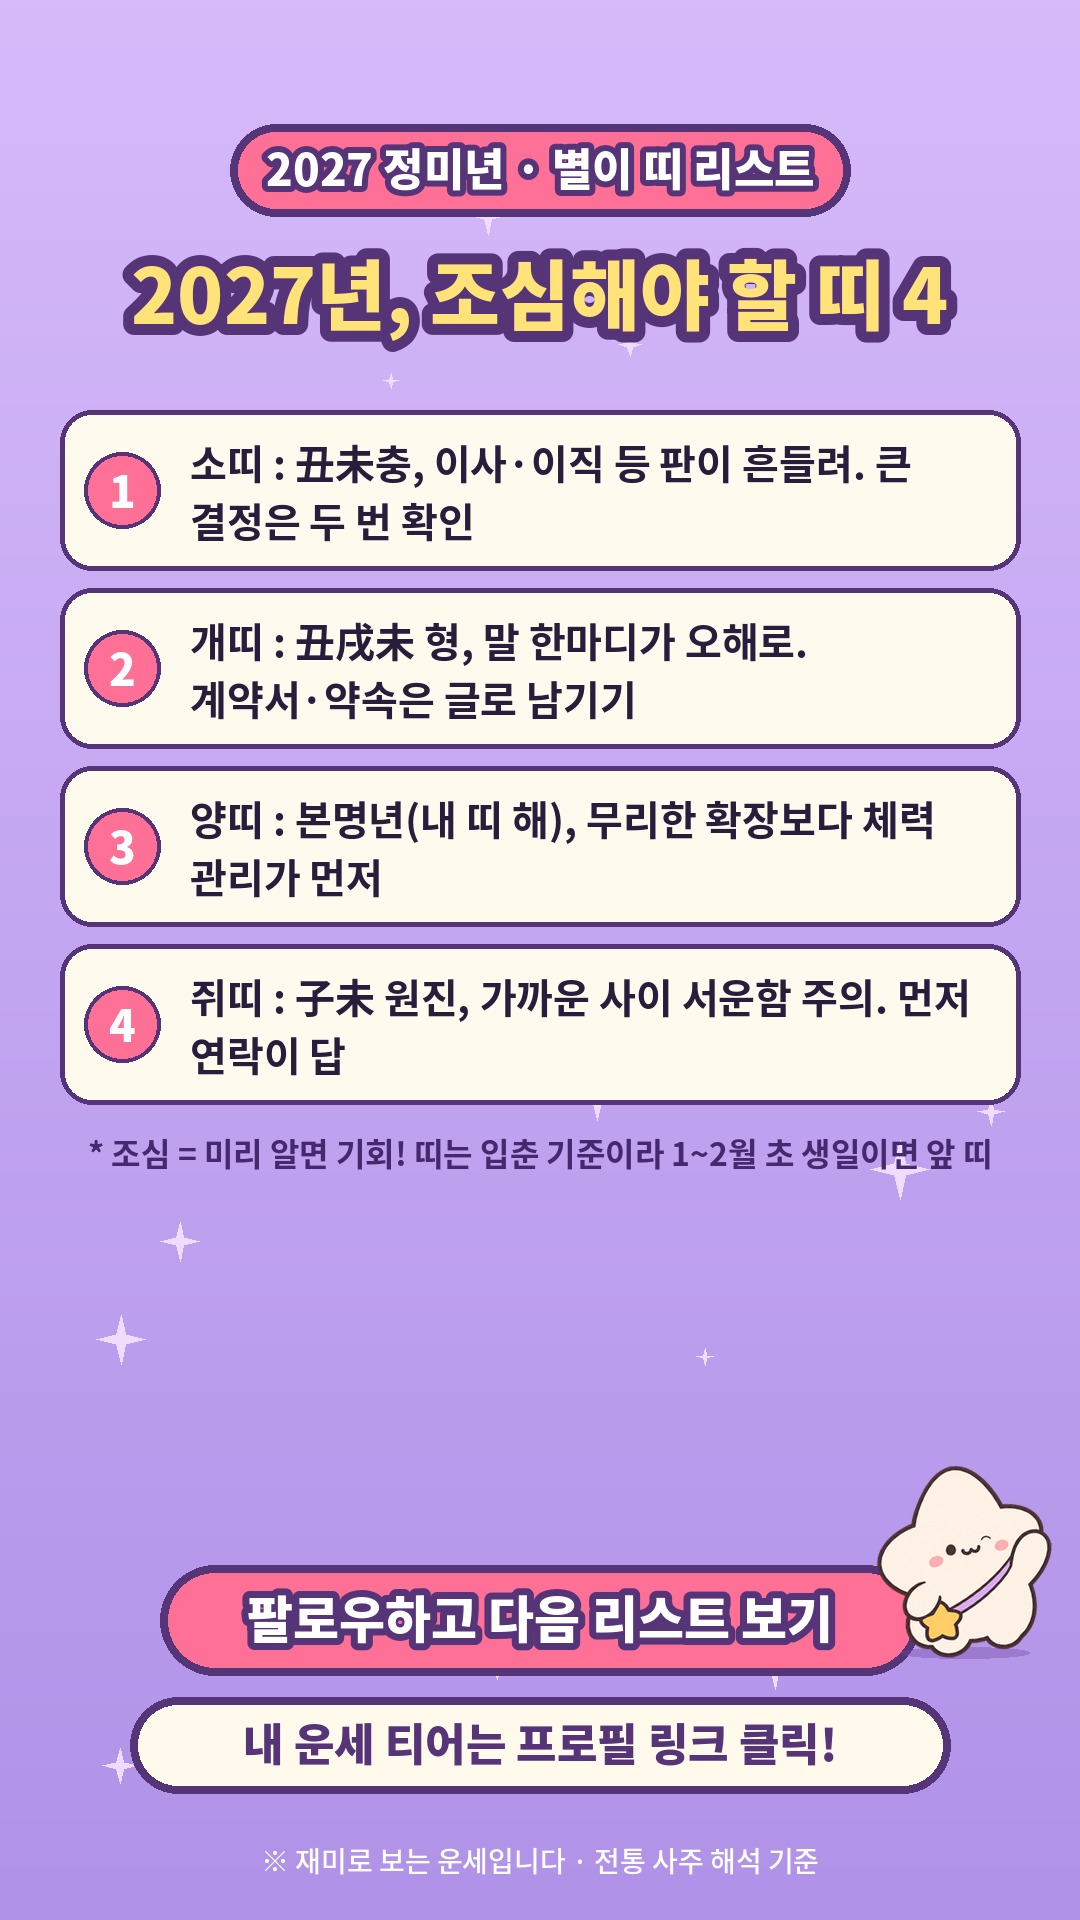 2027 정미년 · 별이 띠 리스트
2027년, 조심해야 할 띠 4
1
소띠 : 丑未충, 이사·이직 등 판이 흔들려. 큰
결정은 두 번 확인
2
개띠 : 丑戌未 형, 말 한마디가 오해로.
계약서·약속은 글로 남기기
3
양띠 : 본명년(내 띠 해), 무리한 확장보다 체력
관리가 먼저
4
쥐띠 : 子未 원진, 가까운 사이 서운함 주의. 먼저
연락이 답
* 조심 = 미리 알면 기회! 띠는 입춘 기준이라 1~2월 초 생일이면 앞 띠
팔로우하고 다음 리스트 보기
내 운세 티어는 프로필 링크 클릭!
※ 재미로 보는 운세입니다 · 전통 사주 해석 기준